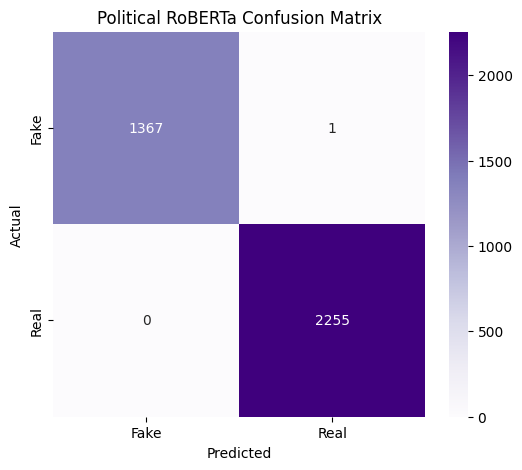 Political RoBERTa Confusion Matrix
Actual
Fake
Real
1367
1
0
2255
Fake
Real
Predicted
2000
1500
1000
500
0